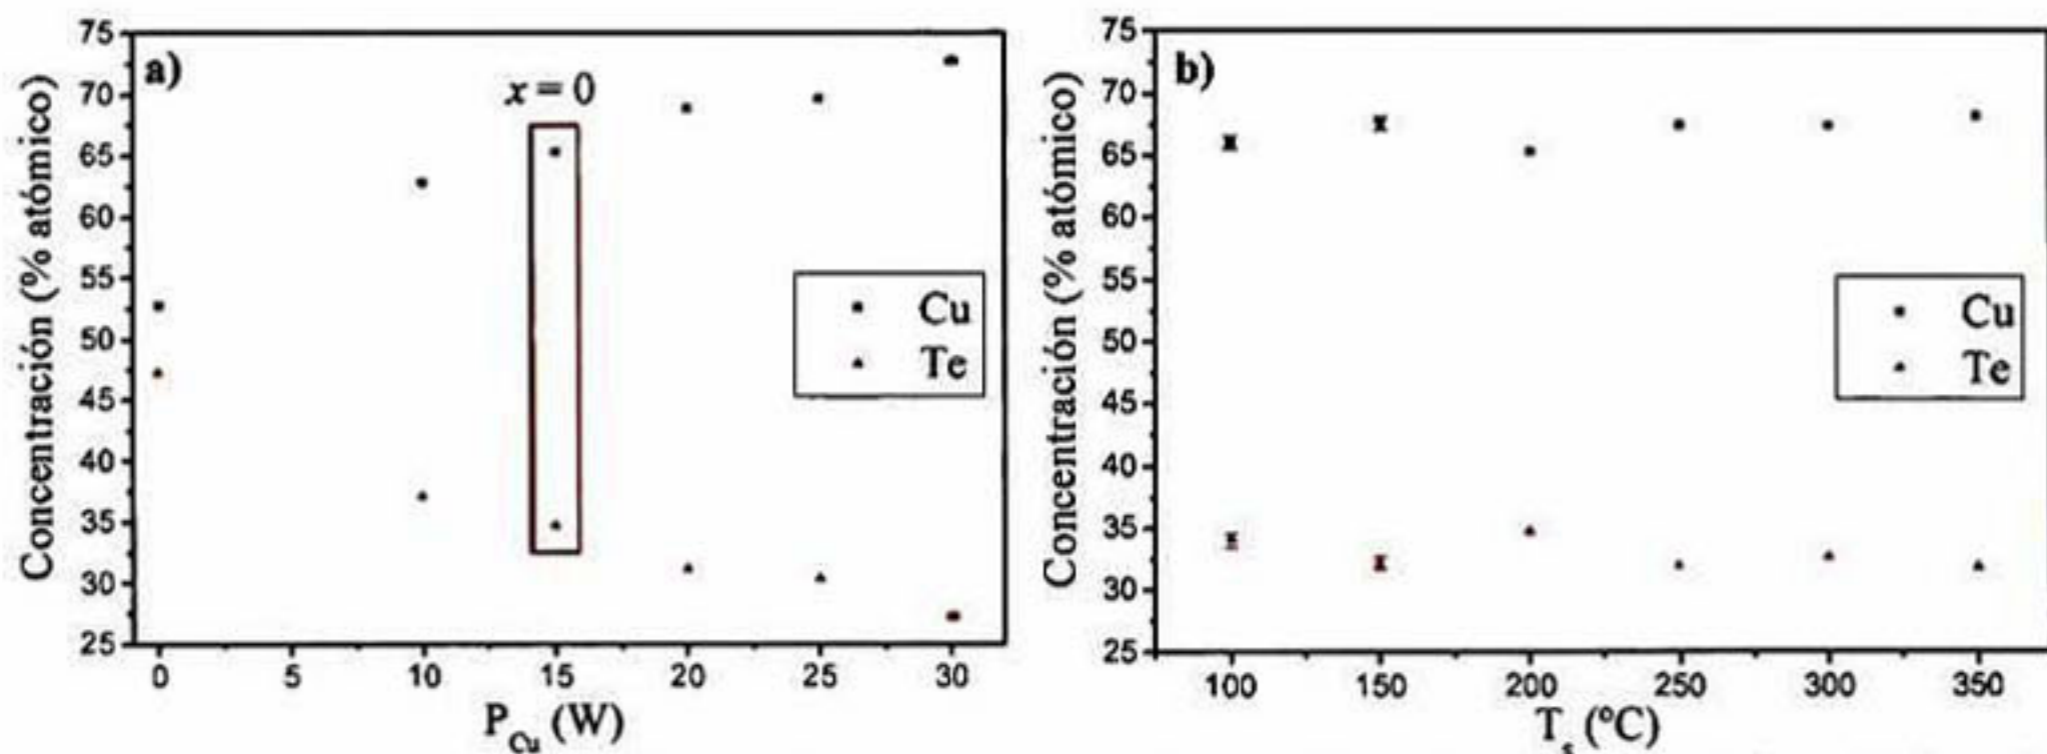 a)
x = 0
Concentración (% atómico)
75
70
65
60
55
50
45
40
35
30
25
Cu
Te
0 5 10 15 20 25 30
P_Cu (W)
b)
Concentración (% atómico)
75
70
65
60
55
50
45
40
35
30
25
Cu
Te
100 150 200 250 300 350
T_s (ºC)